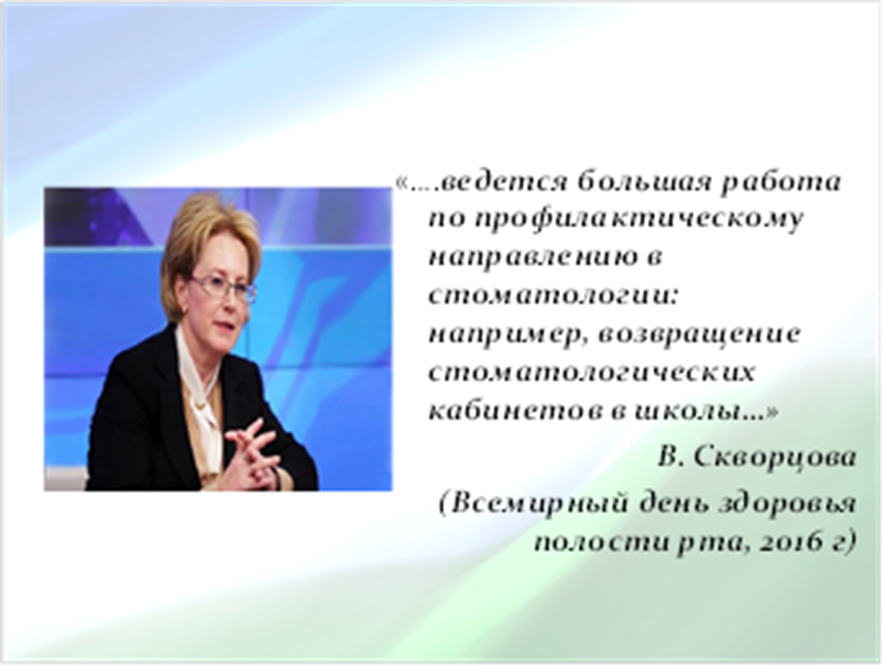 «....ведется большая работа
по профилактическому
направлению в
стоматологии:
например, возвращение
стоматологических
кабинетов в школы...»
В. Скворцова
(Всемирный день здоровья
полости рта, 2016 г)